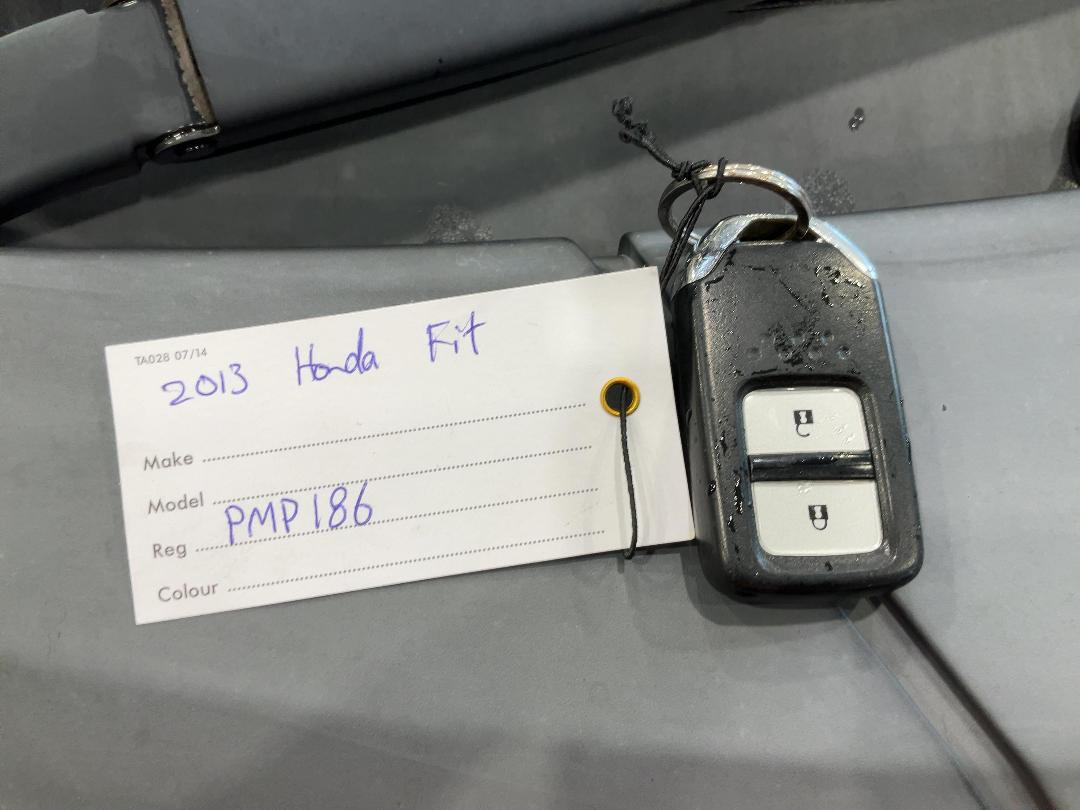 TA028 07/14
2013 Honda Fit
Make
Model
Reg PMP186
Colour